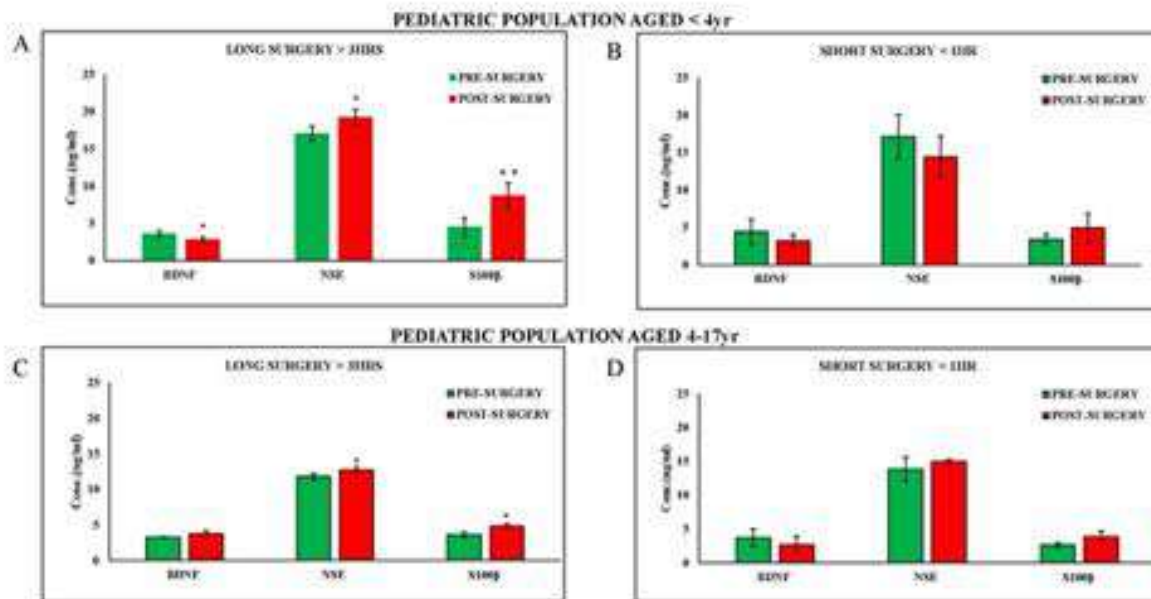 PEDIATRIC POPULATION AGED < 4yr
A
LONG SURGERY > 3HRS
PRE-SURGERY
POST-SURGERY
Conc.(ng/ml)
25
20
15
10
5
0
*
*
* *
BDNF
NSE
S100β
B
SHORT SURGERY < 1HR
PRE-SURGERY
POST-SURGERY
Conc.(ng/ml)
25
20
15
10
5
0
BDNF
NSE
S100β
PEDIATRIC POPULATION AGED 4-17yr
C
LONG SURGERY > 3HRS
PRE-SURGERY
POST-SURGERY
Conc.(ng/ml)
25
20
15
10
5
0
*
*
BDNF
NSE
S100β
D
SHORT SURGERY < 1HR
PRE-SURGERY
POST-SURGERY
Conc.(ng/ml)
25
20
15
10
5
0
BDNF
NSE
S100β